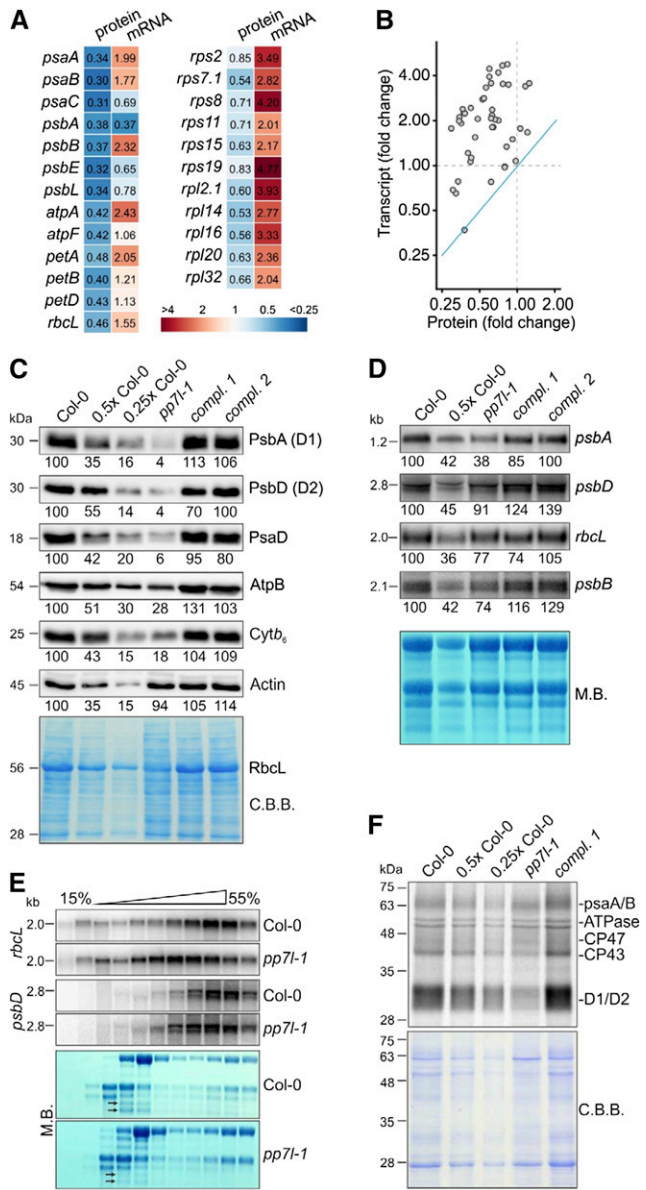 A
protein mRNA
psaA 0.34 1.99
psaB 0.30 1.77
psaC 0.31 0.69
psbA 0.38 0.37
psbB 0.37 2.32
psbE 0.32 0.65
psbL 0.34 0.78
atpA 0.42 2.43
atpF 0.42 1.06
petA 0.48 2.05
petB 0.40 1.21
petD 0.43 1.13
rbcL 0.46 1.55
protein mRNA
rps2 0.85 3.49
rps7.1 0.54 2.82
rps8 0.71 4.20
rps11 0.71 2.01
rps15 0.63 2.17
rps19 0.83 4.77
rpl2.1 0.60 3.93
rpl14 0.53 2.77
rpl16 0.56 3.33
rpl20 0.63 2.36
rpl32 0.66 2.04
>4 2 1 0.5 <0.25
B
Transcript (fold change)
4.00
2.00
1.00
0.50
0.25
0.25 0.50 1.00 2.00
Protein (fold change)
C
kDa
Col-0 0.5x Col-0 0.25x Col-0 pp7l-1 compl. 1 compl. 2
30 PsbA (D1)
100 35 16 4 113 106
30 PsbD (D2)
100 55 14 4 70 100
18 PsaD
100 42 20 6 95 80
54 AtpB
100 51 30 28 131 103
25 Cytb6
100 43 15 18 104 109
45 Actin
100 35 15 94 105 114
56 RbcL
C.B.B.
28
D
kb
Col-0 0.5x Col-0 pp7l-1 compl. 1 compl. 2
1.2 psbA
100 42 38 85 100
2.8 psbD
100 45 91 124 139
2.0 rbcL
100 36 77 74 105
2.1 psbB
100 42 74 116 129
M.B.
E
kb 15% 55%
rbcL
2.0 Col-0
2.0 pp7l-1
psbD
2.8 Col-0
2.8 pp7l-1
M.B.
Col-0
pp7l-1
F
kDa
Col-0 0.5x Col-0 0.25x Col-0 pp7l-1 compl. 1
75
63 psaA/B
ATPase
48 CP47
CP43
35
D1/D2
28
75
63
48
C.B.B.
35
28